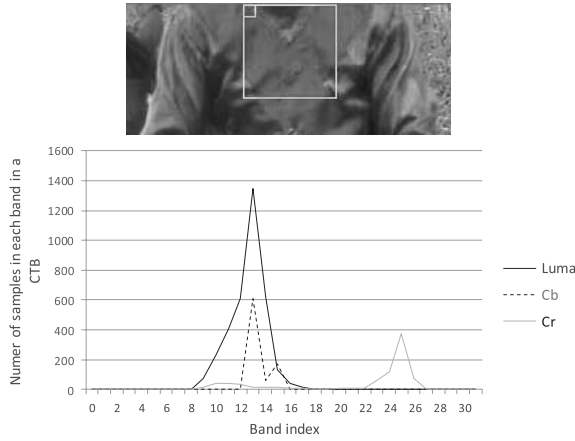 1600
1400
1200
1000
800
600
400
200
0
Numer of samples in each band in a
CTB
0 2 4 6 8 10 12 14 16 18 20 22 24 26 28 30
Band index
Luma
Cb
Cr